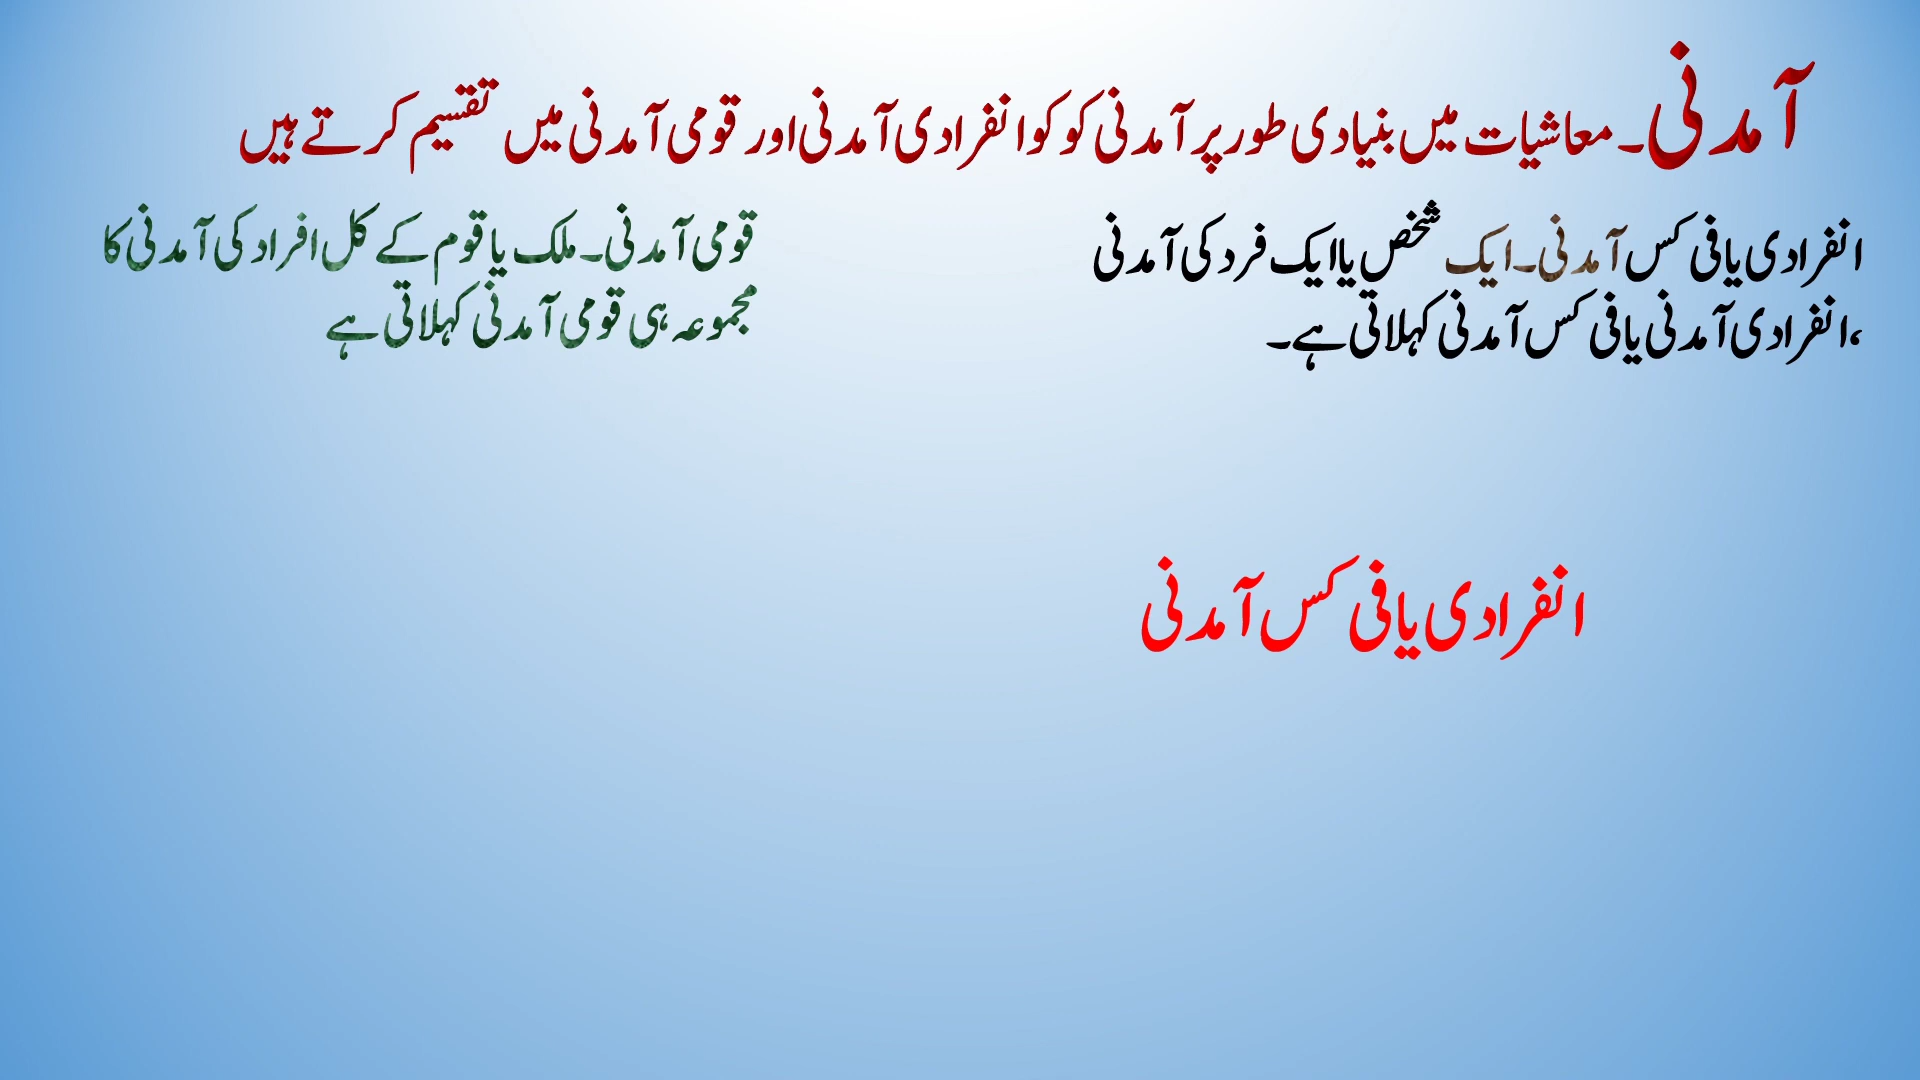 آمدنی۔معاشیات میں بنیادی طور پر آمدنی کو کو انفرادی آمدنی اور قومی آمدنی میں تقسیم کرتے ہیں
انفرادی یا فی کس آمدنی۔ایک شخص یا ایک فرد کی آمدنی
،انفرادی آمدنی یا فی کس آمدنی کہلاتی ہے۔
قومی آمدنی۔ملک یا قوم کے کل افراد کی آمدنی کا
مجموعہ ہی قومی آمدنی کہلاتی ہے
انفرادی یا فی کس آمدنی